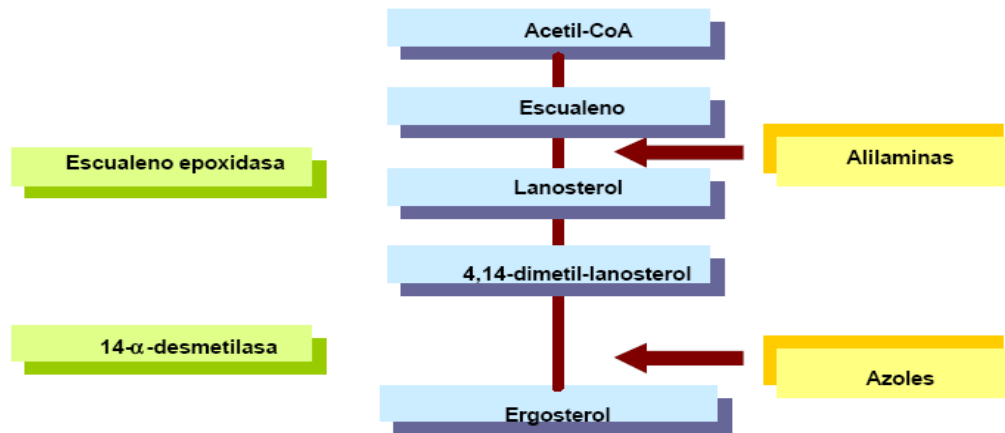 Acetil-CoA
Escualeno
Escualeno epoxidasa
Alilaminas
Lanosterol
4,14-dimetil-lanosterol
14-α-desmetilasa
Azoles
Ergosterol